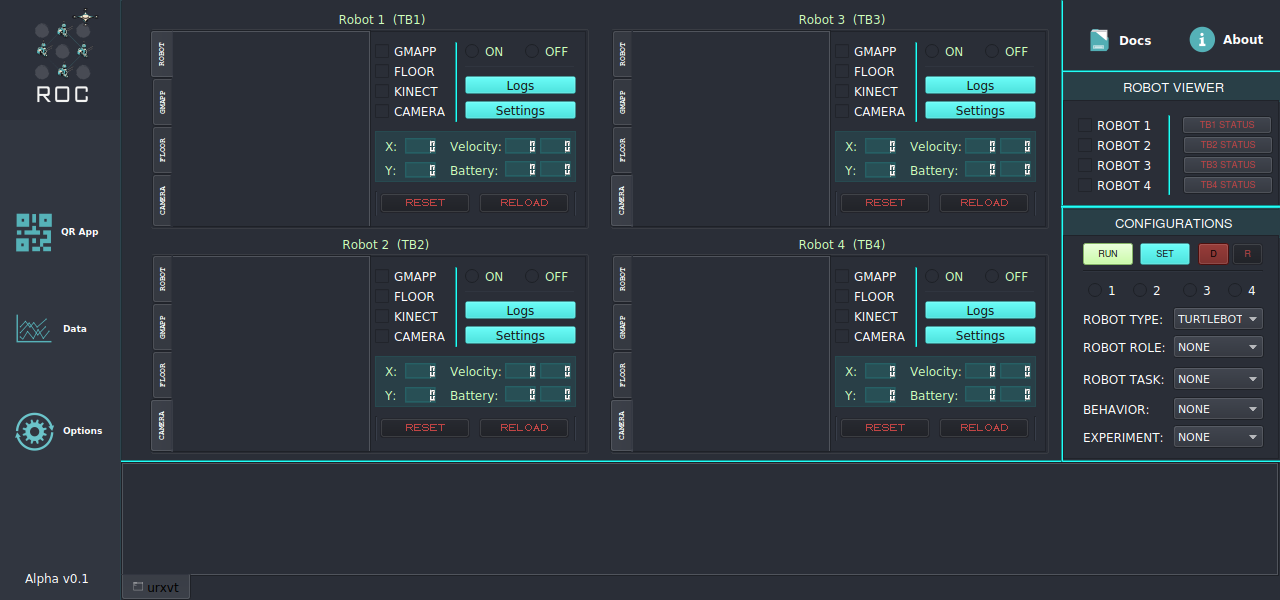 ROC
QR App
Data
Options
Alpha v0.1
Robot 1 (TB1)
ROBOT
GMAPP
FLOOR
CAMERA
GMAPP
FLOOR
KINECT
CAMERA
ON OFF
Logs
Settings
X: Velocity:
Y: Battery:
RESET RELOAD
Robot 3 (TB3)
ROBOT
GMAPP
FLOOR
CAMERA
GMAPP
FLOOR
KINECT
CAMERA
ON OFF
Logs
Settings
X: Velocity:
Y: Battery:
RESET RELOAD
Robot 2 (TB2)
ROBOT
GMAPP
FLOOR
CAMERA
GMAPP
FLOOR
KINECT
CAMERA
ON OFF
Logs
Settings
X: Velocity:
Y: Battery:
RESET RELOAD
Robot 4 (TB4)
ROBOT
GMAPP
FLOOR
CAMERA
GMAPP
FLOOR
KINECT
CAMERA
ON OFF
Logs
Settings
X: Velocity:
Y: Battery:
RESET RELOAD
Docs About
ROBOT VIEWER
ROBOT 1 TB1 STATUS
ROBOT 2 TB2 STATUS
ROBOT 3 TB3 STATUS
ROBOT 4 TB4 STATUS
CONFIGURATIONS
RUN SET D R
1 2 3 4
ROBOT TYPE: TURTLEBOT
ROBOT ROLE: NONE
ROBOT TASK: NONE
BEHAVIOR: NONE
EXPERIMENT: NONE
urxvt